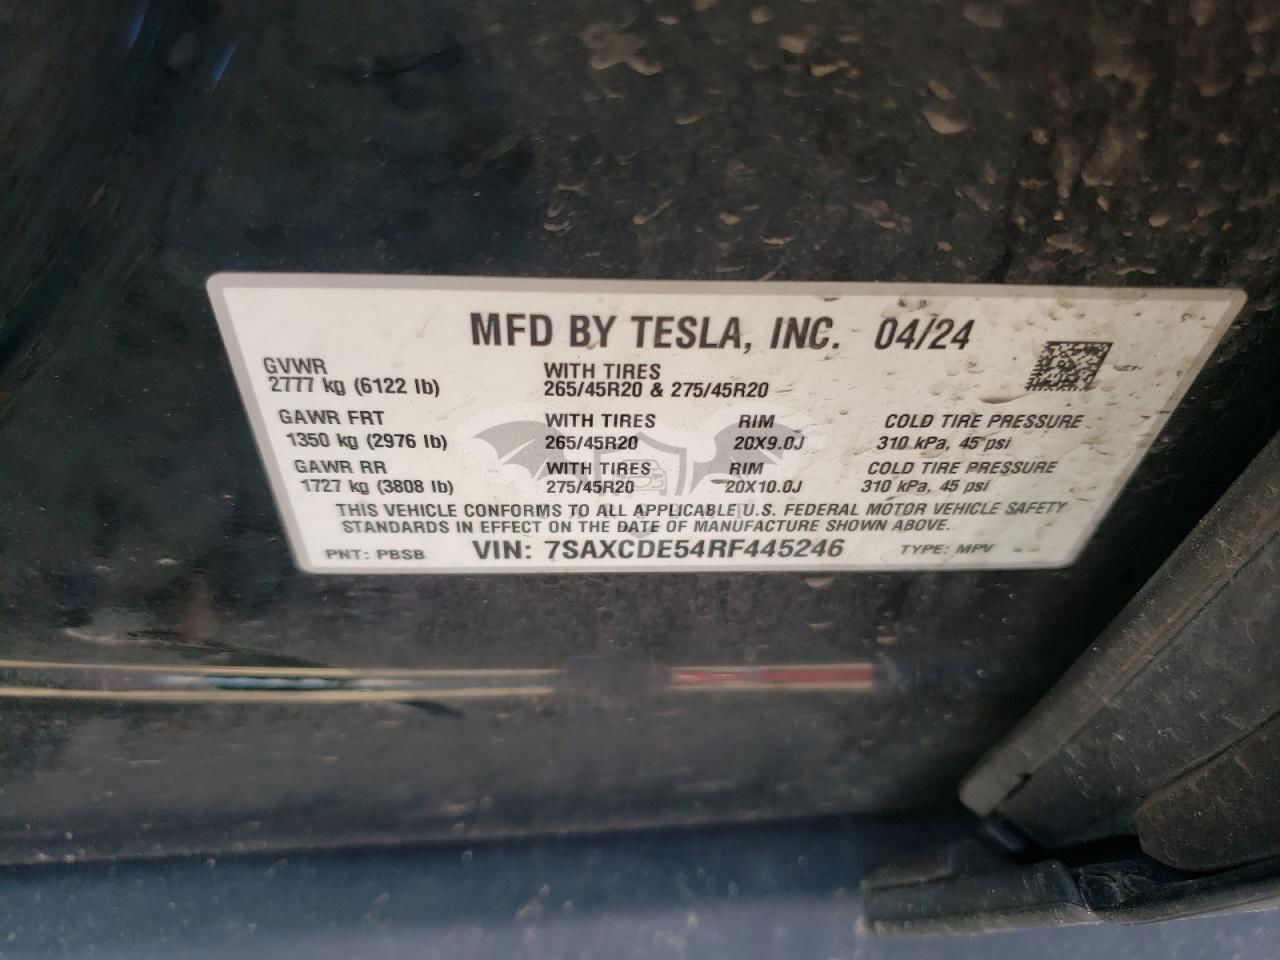 MFD BY TESLA, INC. 04/24
GVWR WITH TIRES
2777 kg (6122 lb) 265/45R20 & 275/45R20
GAWR FRT WITH TIRES RIM COLD TIRE PRESSURE
1350 kg (2976 lb) 265/45R20 20X9.0J 310 kPa, 45 psi
GAWR RR WITH TIRES RIM COLD TIRE PRESSURE
1727 kg (3808 lb) 275/45R20 20X10.0J 310 kPa, 45 psi
THIS VEHICLE CONFORMS TO ALL APPLICABLE U.S. FEDERAL MOTOR VEHICLE SAFETY
STANDARDS IN EFFECT ON THE DATE OF MANUFACTURE SHOWN ABOVE.
PNT: PBSB VIN: 7SAXCDE54RF445246 TYPE: MPV